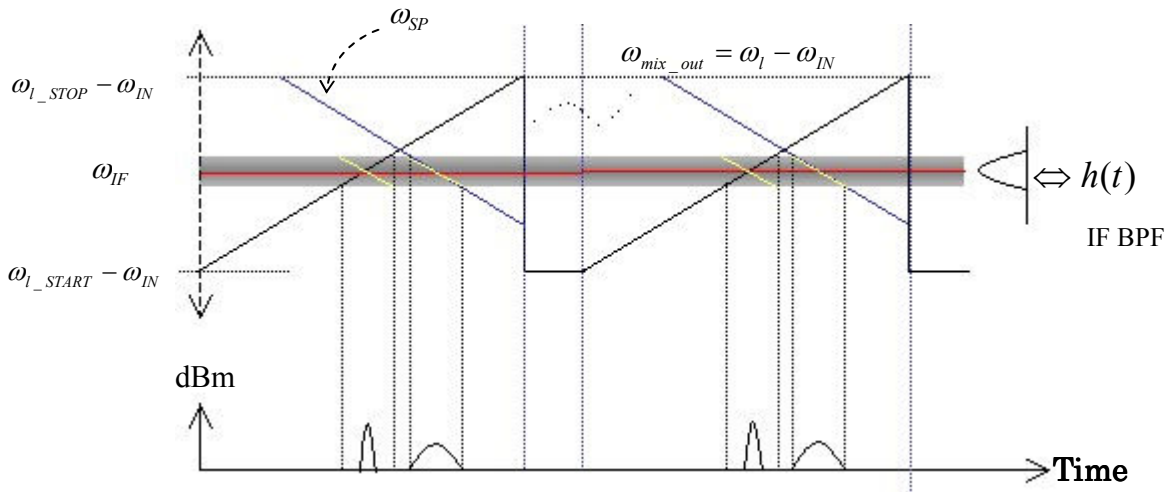 ω_SP
ω_mix_out = ω_l − ω_IN
ω_l_STOP − ω_IN
ω_IF
⇔ h(t)
IF BPF
ω_l_START − ω_IN
dBm
Time